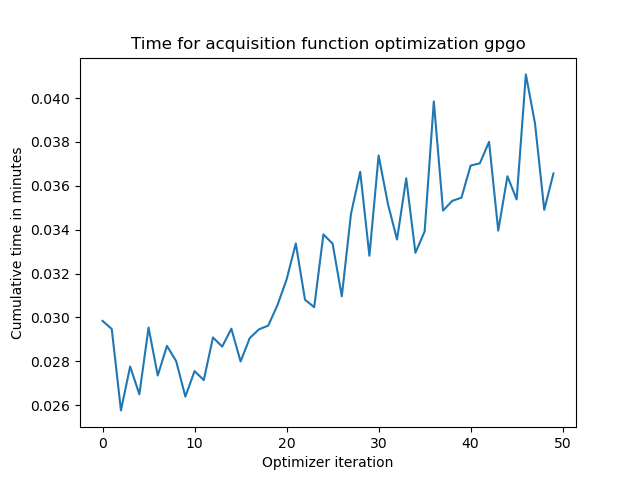 Time for acquisition function optimization gpgo
Cumulative time in minutes
0.040
0.038
0.036
0.034
0.032
0.030
0.028
0.026
0 10 20 30 40 50
Optimizer iteration